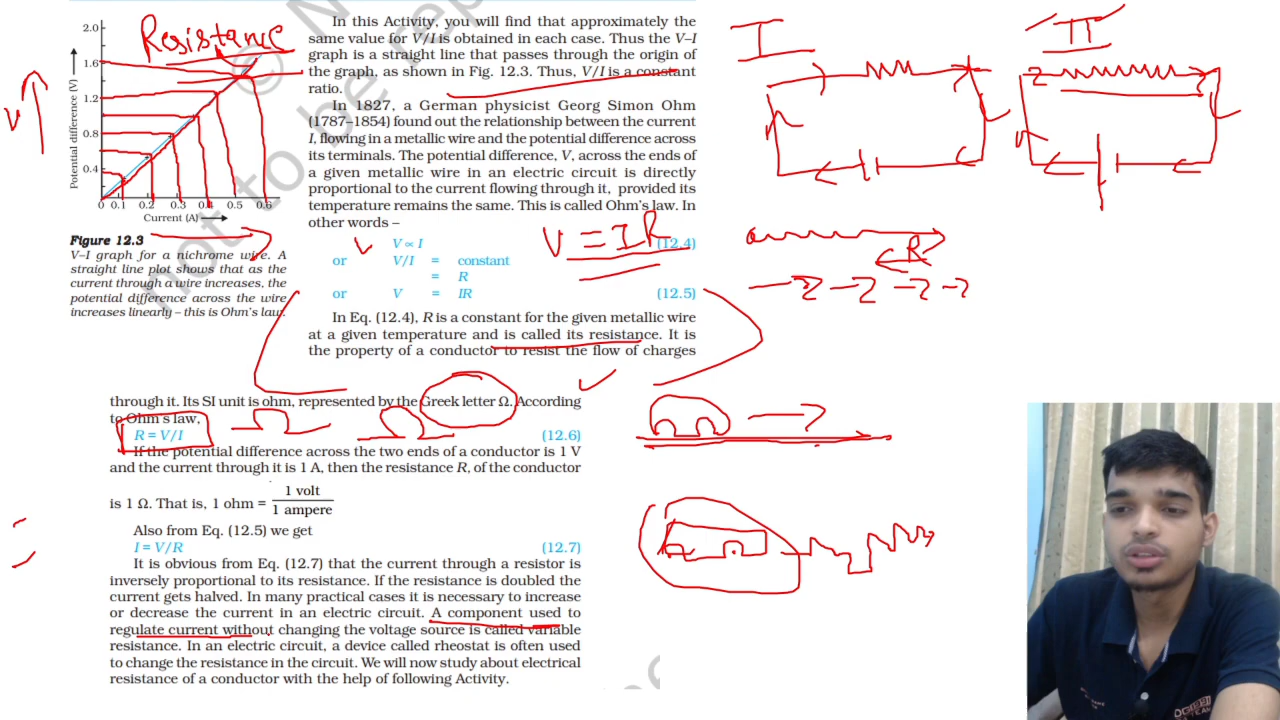 2.0
1.6
1.2
0.8
0.4
0 0.1 0.2 0.3 0.4 0.5 0.6
Potential difference (V)
Current (A)
Resistance
V
Figure 12.3
V–I graph for a nichrome wire. A
straight line plot shows that as the
current through a wire increases, the
potential difference across the wire
increases linearly – this is Ohm's law.
In this Activity, you will find that approximately the
same value for V/I is obtained in each case. Thus the V–I
graph is a straight line that passes through the origin of
the graph, as shown in Fig. 12.3. Thus, V/I is a constant
ratio.
In 1827, a German physicist Georg Simon Ohm
(1787–1854) found out the relationship between the current
I, flowing in a metallic wire and the potential difference across
its terminals. The potential difference, V, across the ends of
a given metallic wire in an electric circuit is directly
proportional to the current flowing through it, provided its
temperature remains the same. This is called Ohm's law. In
other words –
V ∝ I (12.4)
or V/I = constant
= R
or V = IR (12.5)
V = IR
In Eq. (12.4), R is a constant for the given metallic wire
at a given temperature and is called its resistance. It is
the property of a conductor to resist the flow of charges
through it. Its SI unit is ohm, represented by the Greek letter Ω. According
to Ohm's law,
R = V/I (12.6)
If the potential difference across the two ends of a conductor is 1 V
and the current through it is 1 A, then the resistance R, of the conductor
is 1 Ω. That is, 1 ohm = 1 volt
1 ampere
Also from Eq. (12.5) we get
I = V/R (12.7)
It is obvious from Eq. (12.7) that the current through a resistor is
inversely proportional to its resistance. If the resistance is doubled the
current gets halved. In many practical cases it is necessary to increase
or decrease the current in an electric circuit. A component used to
regulate current without changing the voltage source is called variable
resistance. In an electric circuit, a device called rheostat is often used
to change the resistance in the circuit. We will now study about electrical
resistance of a conductor with the help of following Activity.
I
II
R
not to be rep
©